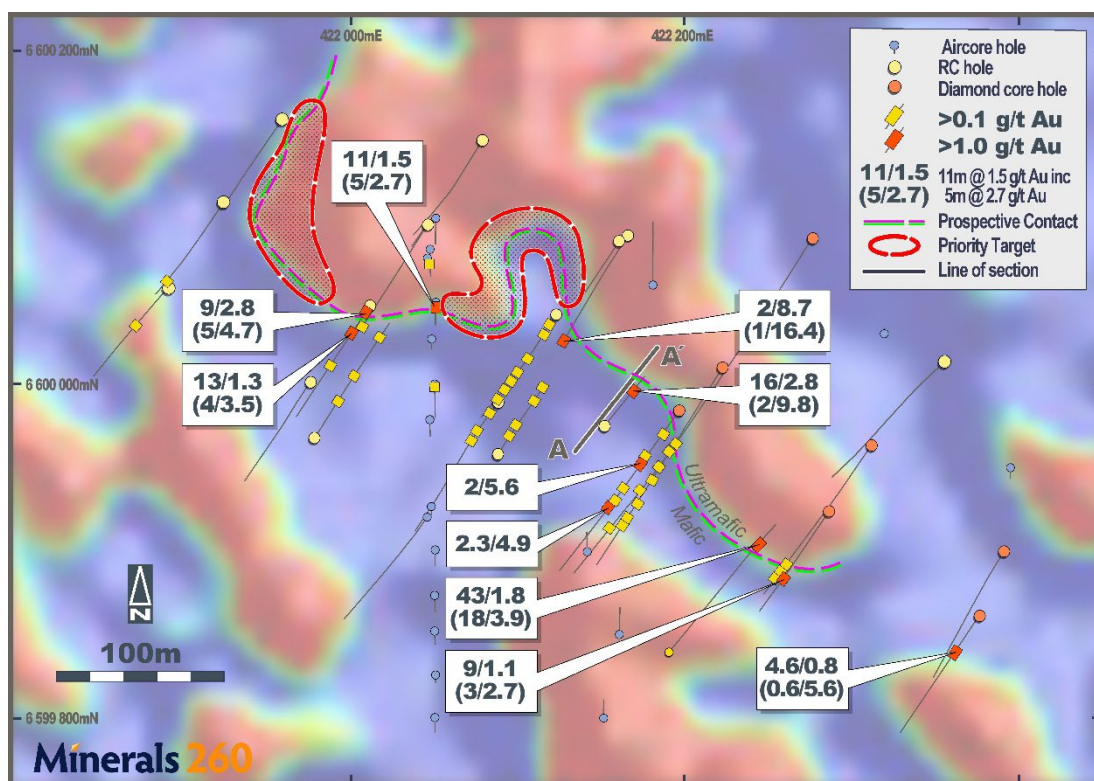 422 000mE
422 200mE
6 600 200mN
6 600 000mN
6 599 800mN
Aircore hole
RC hole
Diamond core hole
>0.1 g/t Au
>1.0 g/t Au
11/1.5
(5/2.7)
11m @ 1.5 g/t Au inc
5m @ 2.7 g/t Au
Prospective Contact
Priority Target
Line of section
11/1.5
(5/2.7)
9/2.8
(5/4.7)
13/1.3
(4/3.5)
2/8.7
(1/16.4)
16/2.8
(2/9.8)
A´
A
2/5.6
2.3/4.9
43/1.8
(18/3.9)
9/1.1
(3/2.7)
4.6/0.8
(0.6/5.6)
Ultramafic
Mafic
N
100m
Minerals 260